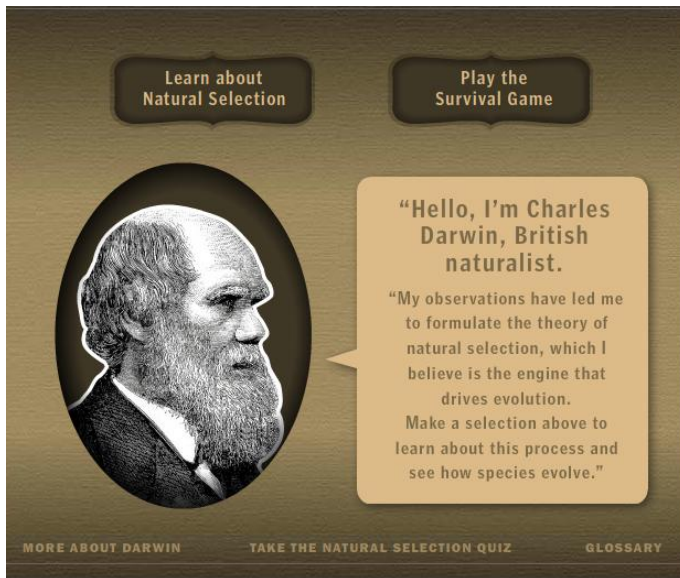 Learn about
Natural Selection
Play the
Survival Game
“Hello, I’m Charles
Darwin, British
naturalist.
“My observations have led me
to formulate the theory of
natural selection, which I
believe is the engine that
drives evolution.
Make a selection above to
learn about this process and
see how species evolve.”
MORE ABOUT DARWIN
TAKE THE NATURAL SELECTION QUIZ
GLOSSARY